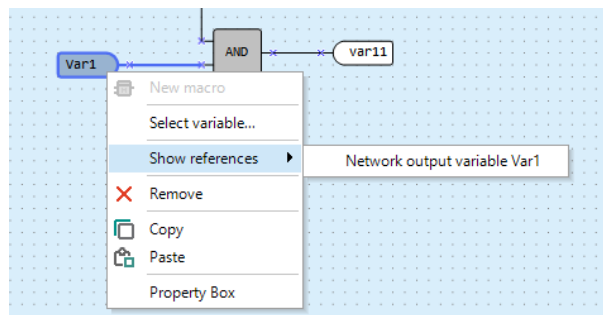 AND
var11
Var1
New macro
Select variable...
Show references
Network output variable Var1
Remove
Copy
Paste
Property Box